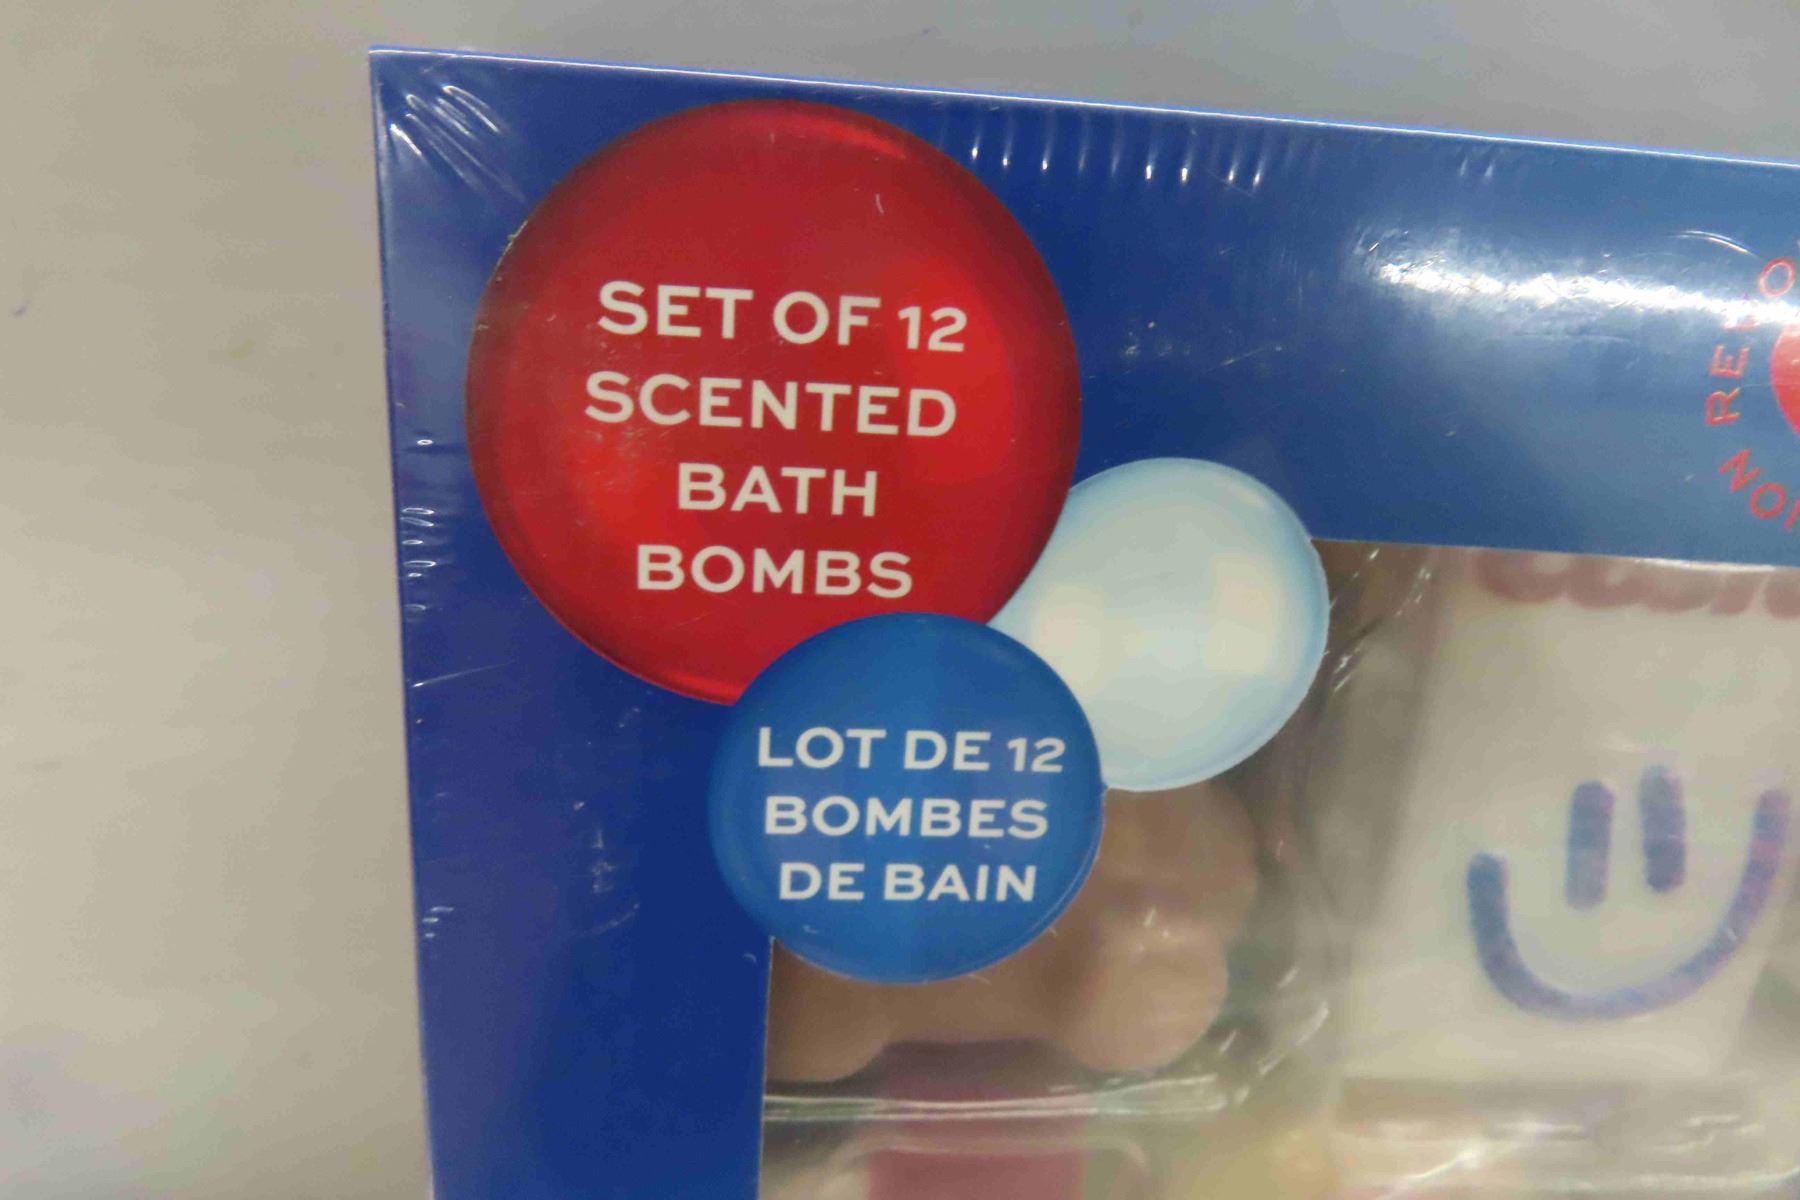 SET OF 12
SCENTED
BATH
BOMBS
LOT DE 12
BOMBES
DE BAIN